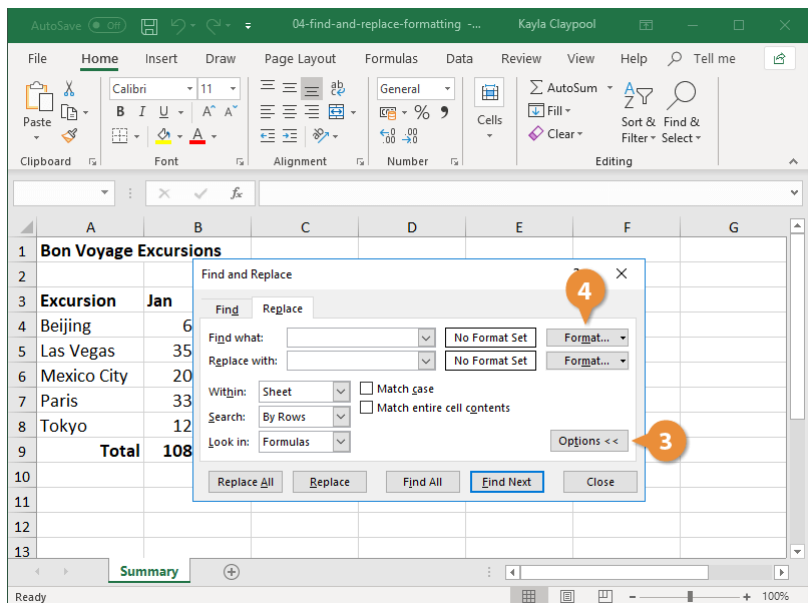 AutoSave Off 04-find-and-replace-formatting -... Kayla Claypool
File Home Insert Draw Page Layout Formulas Data Review View Help Tell me
Calibri 11 ab General AutoSum
Paste B I U A A % 9 Cells Fill Sort & Find &
A .00 .00 Clear Filter Select
Clipboard Font Alignment Number Editing
fx
A B C D E F G
1 Bon Voyage Excursions
2
3 Excursion Jan
4 Beijing 6
5 Las Vegas 35
6 Mexico City 20
7 Paris 33
8 Tokyo 12
9 Total 108
10
11
12
13
Find and Replace
4
Find Replace
Find what: No Format Set Format...
Replace with: No Format Set Format...
Within: Sheet Match case
Search: By Rows Match entire cell contents
Look in: Formulas Options << 3
Replace All Replace Find All Find Next Close
Summary
Ready 100%